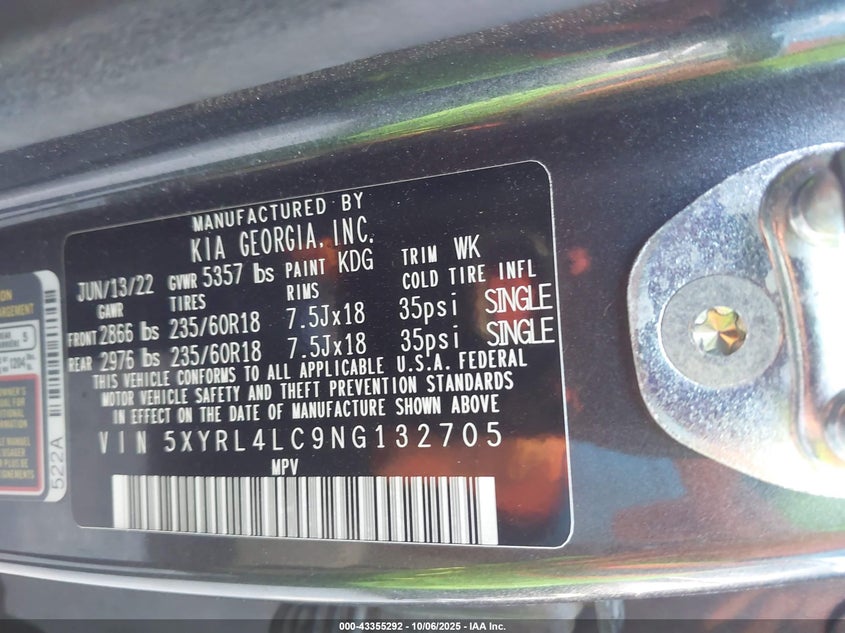 MANUFACTURED BY
KIA GEORGIA, INC.
JUN/13/22 GVWR 5357 lbs PAINT KDG TRIM WK
GAWR TIRES RIMS COLD TIRE INFL
FRONT 2866 lbs 235/60R18 7.5Jx18 35psi SINGLE
REAR 2976 lbs 235/60R18 7.5Jx18 35psi SINGLE
THIS VEHICLE CONFORMS TO ALL APPLICABLE U.S.A. FEDERAL
MOTOR VEHICLE SAFETY AND THEFT PREVENTION STANDARDS
IN EFFECT ON THE DATE OF MANUFACTURE SHOWN ABOVE
VIN 5XYRL4LC9NG132705
MPV
522A
000-43355292 - 10/06/2025 - IAA Inc.